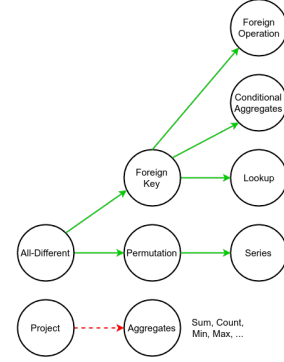 Foreign
Operation
Conditional
Aggregates
Foreign
Key
Lookup
All-Different
Permutation
Series
Project
Aggregates
Sum, Count,
Min, Max, ...